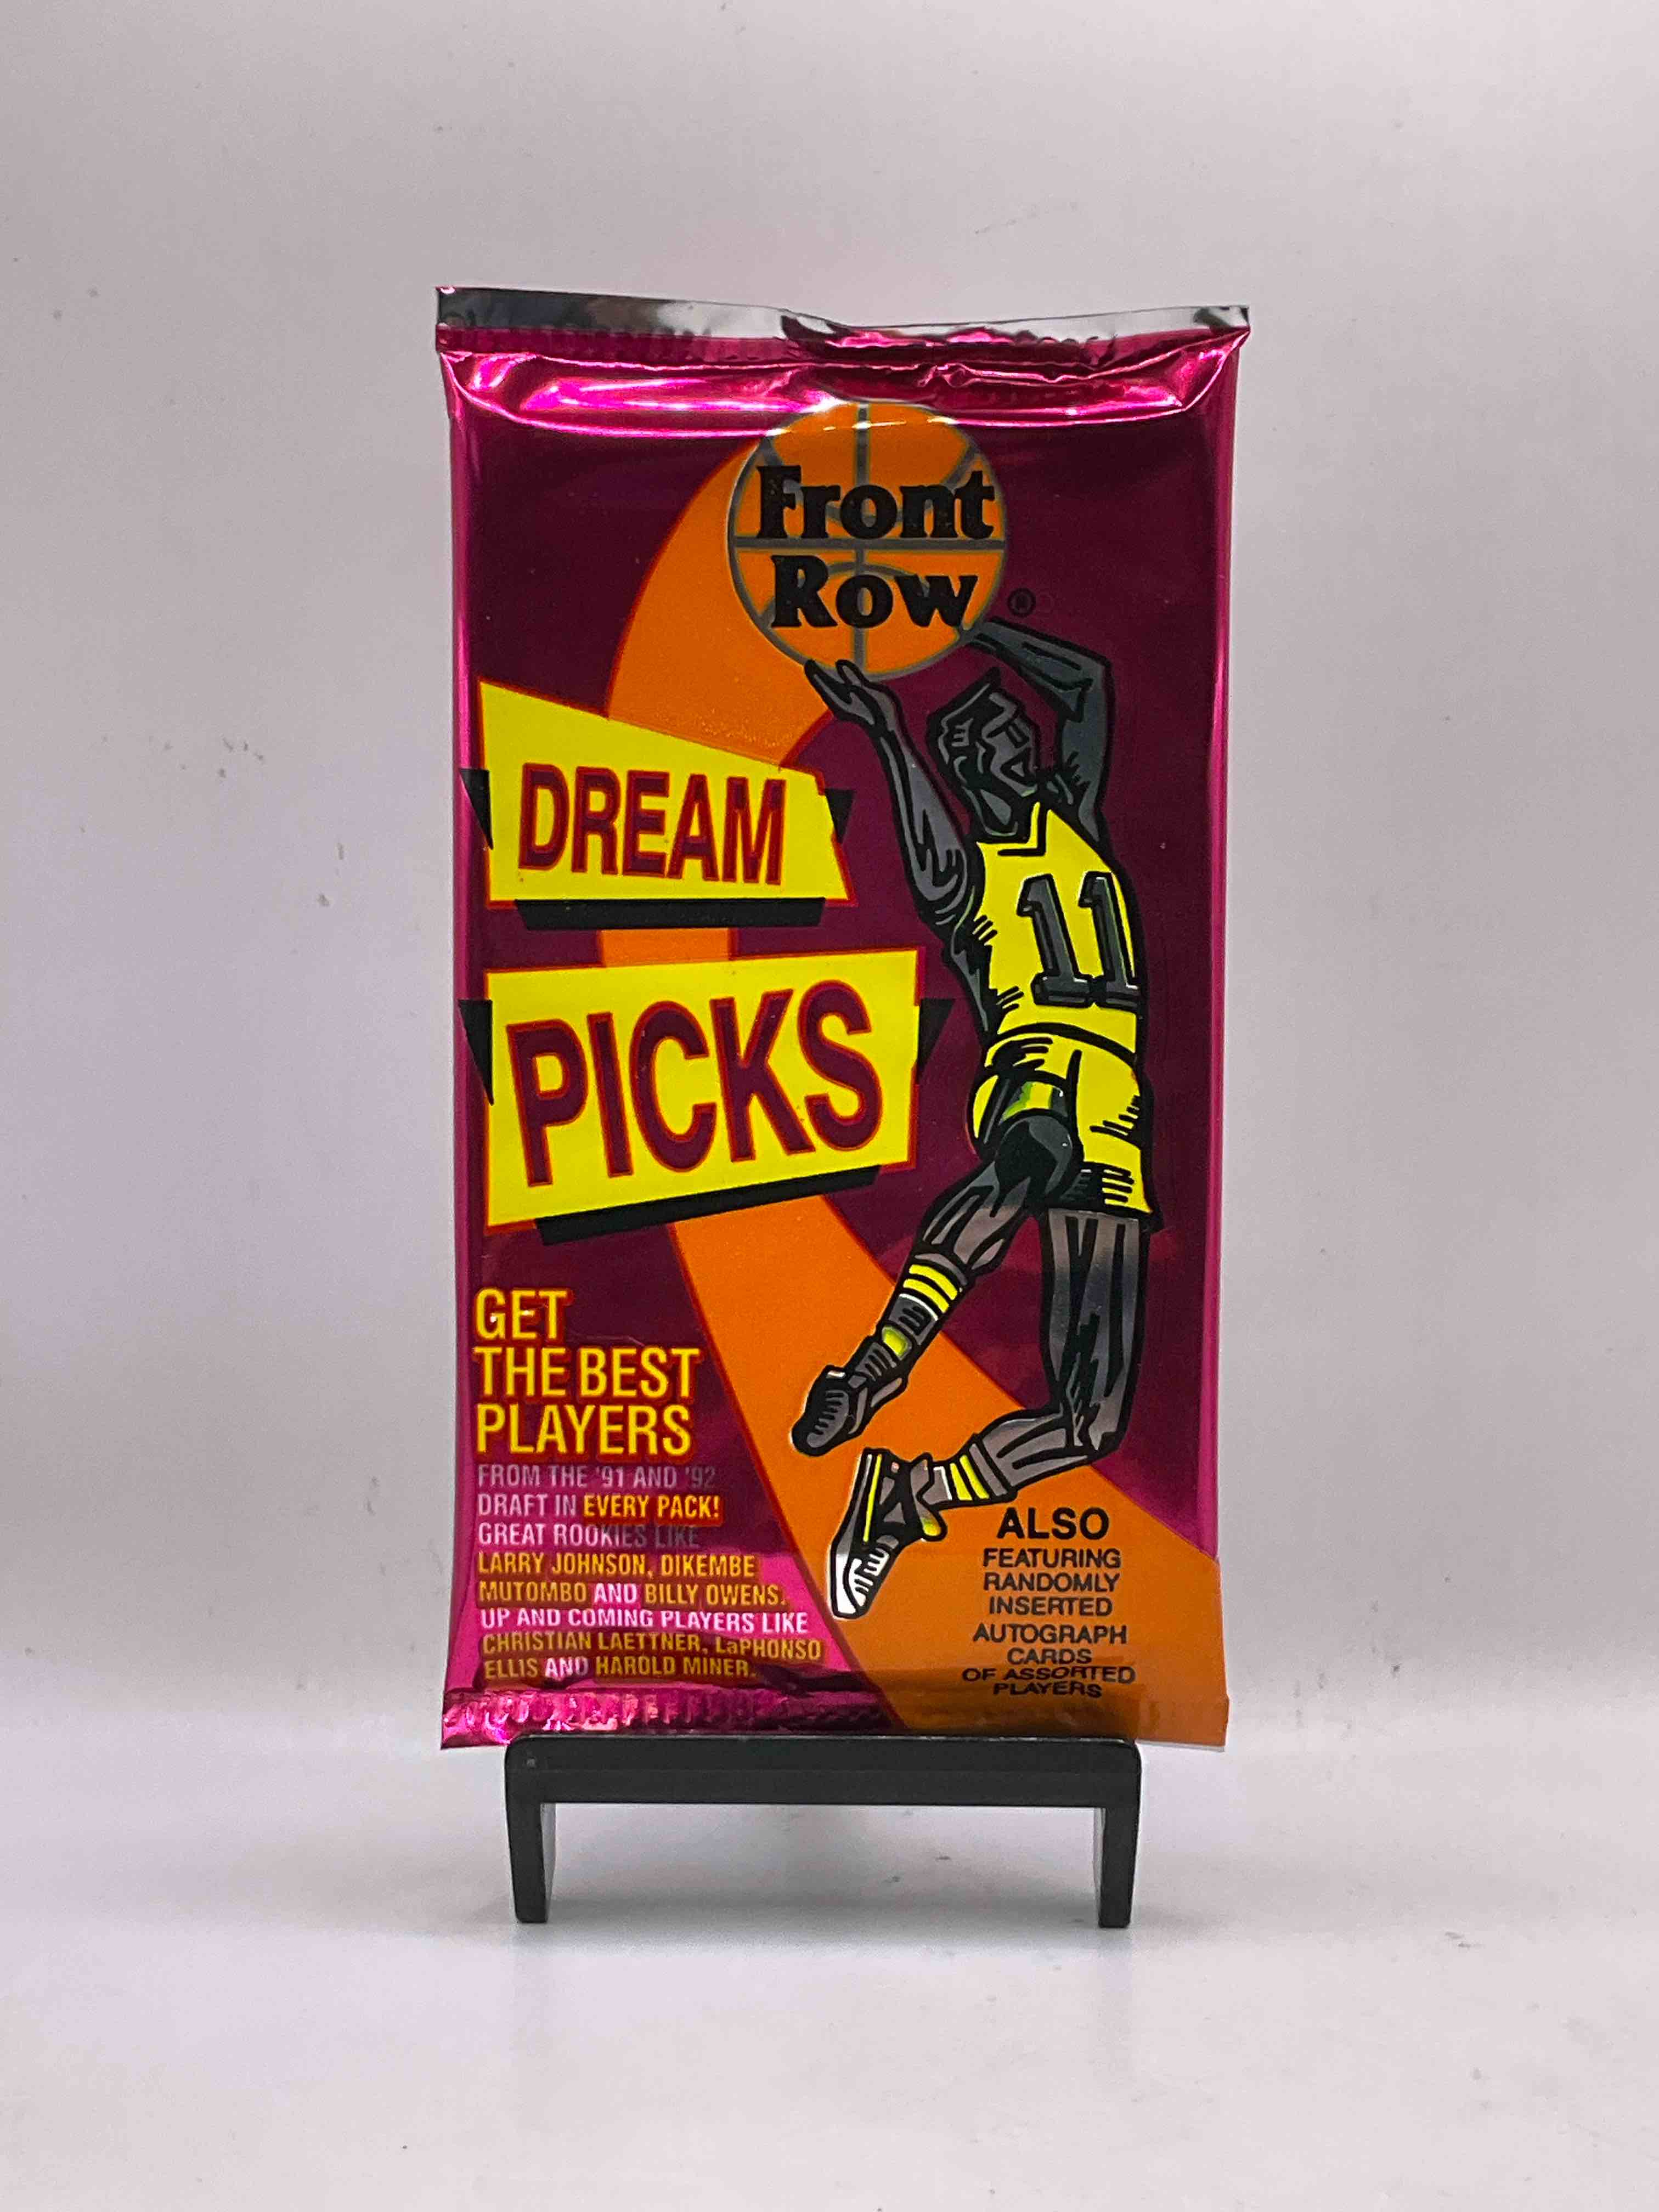 Front
Row
®
DREAM
PICKS
11
GET
THE BEST
PLAYERS
FROM THE '91 AND '92
DRAFT IN EVERY PACK!
GREAT ROOKIES LIKE
LARRY JOHNSON, DIKEMBE
MUTOMBO AND BILLY OWENS.
UP AND COMING PLAYERS LIKE
CHRISTIAN LAETTNER, LaPHONSO
ELLIS AND HAROLD MINER.
ALSO
FEATURING
RANDOMLY
INSERTED
AUTOGRAPH
CARDS
OF ASSORTED
PLAYERS